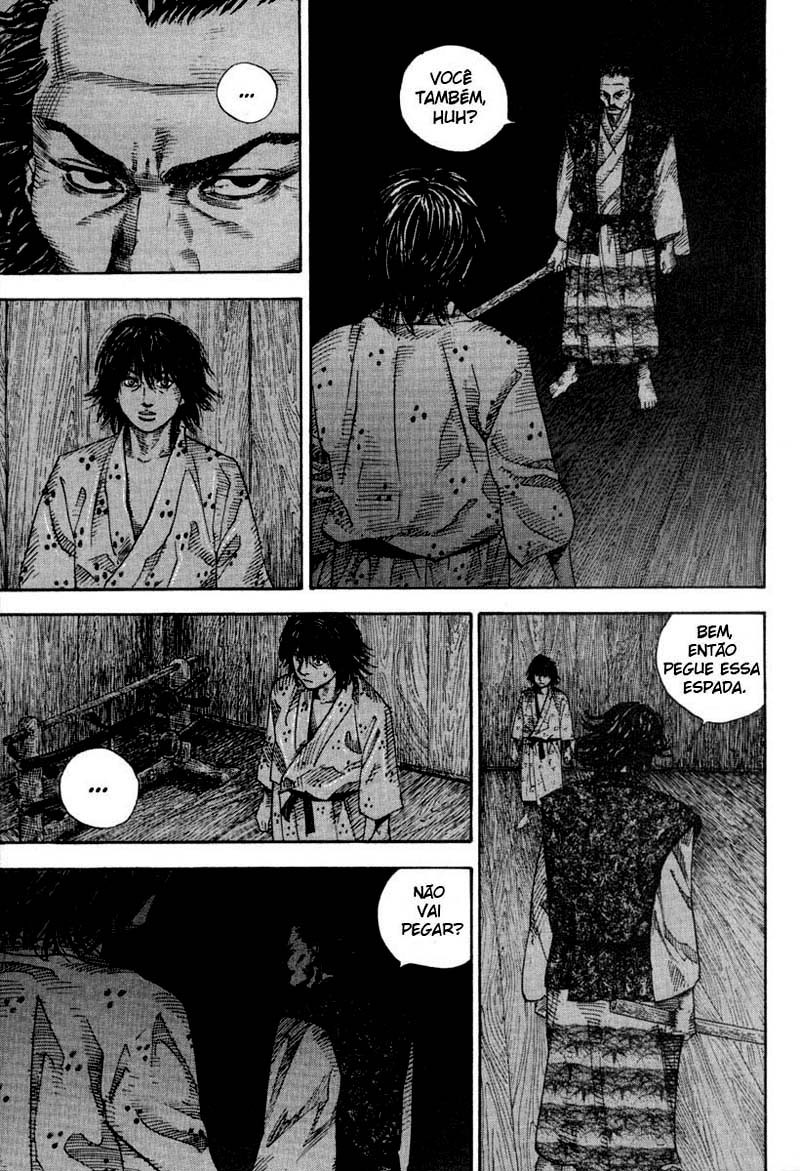 VOCÊ
TAMBÉM,
HUH?
...
BEM,
ENTÃO
PEGUE ESSA
ESPADA.
...
NÃO
VAI
PEGAR?